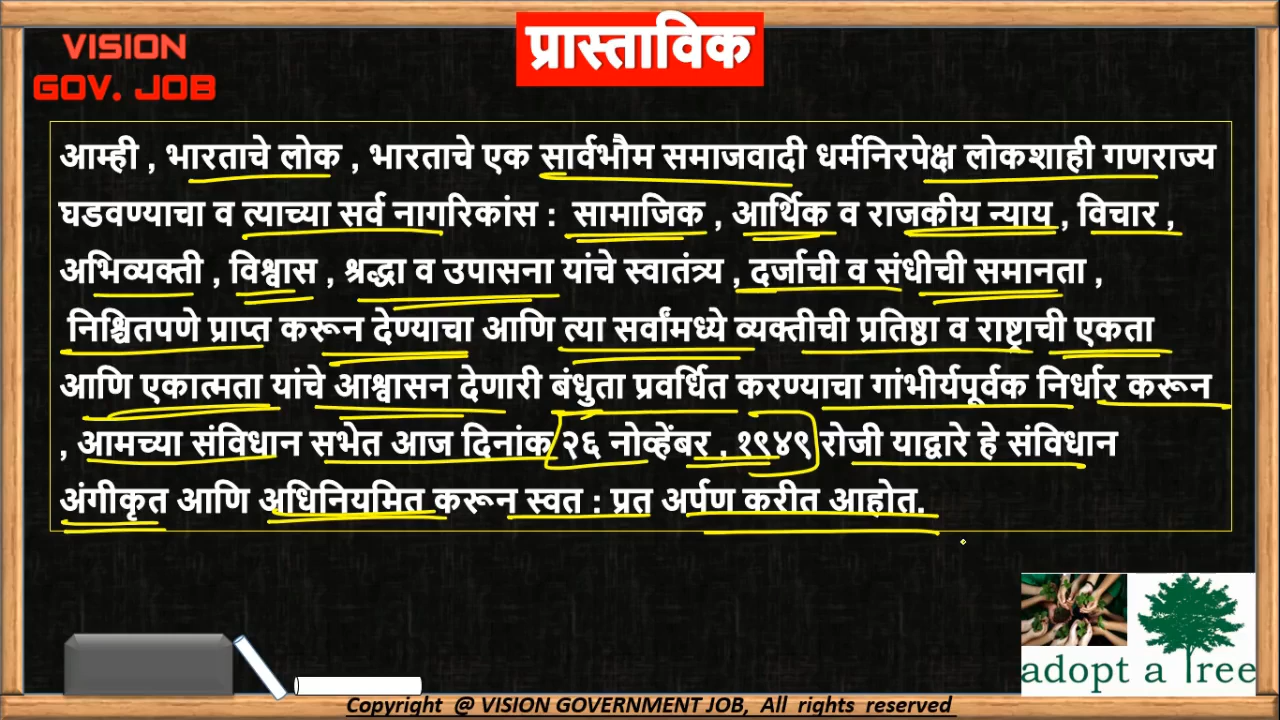 प्रास्ताविक
VISION
GOV. JOB
आम्ही , भारताचे लोक , भारताचे एक सार्वभौम समाजवादी धर्मनिरपेक्ष लोकशाही गणराज्य
घडवण्याचा व त्याच्या सर्व नागरिकांस : सामाजिक , आर्थिक व राजकीय न्याय , विचार ,
अभिव्यक्ती , विश्वास , श्रद्धा व उपासना यांचे स्वातंत्र्य , दर्जाची व संधीची समानता ,
निश्चितपणे प्राप्त करून देण्याचा आणि त्या सर्वांमध्ये व्यक्तीची प्रतिष्ठा व राष्ट्राची एकता
आणि एकात्मता यांचे आश्वासन देणारी बंधुता प्रवर्धित करण्याचा गांभीर्यपूर्वक निर्धार करून
, आमच्या संविधान सभेत आज दिनांक २६ नोव्हेंबर , १९४९ रोजी याद्वारे हे संविधान
अंगीकृत आणि अधिनियमित करून स्वत : प्रत अर्पण करीत आहोत.
adopt a Tree
Copyright @ VISION GOVERNMENT JOB, All rights reserved